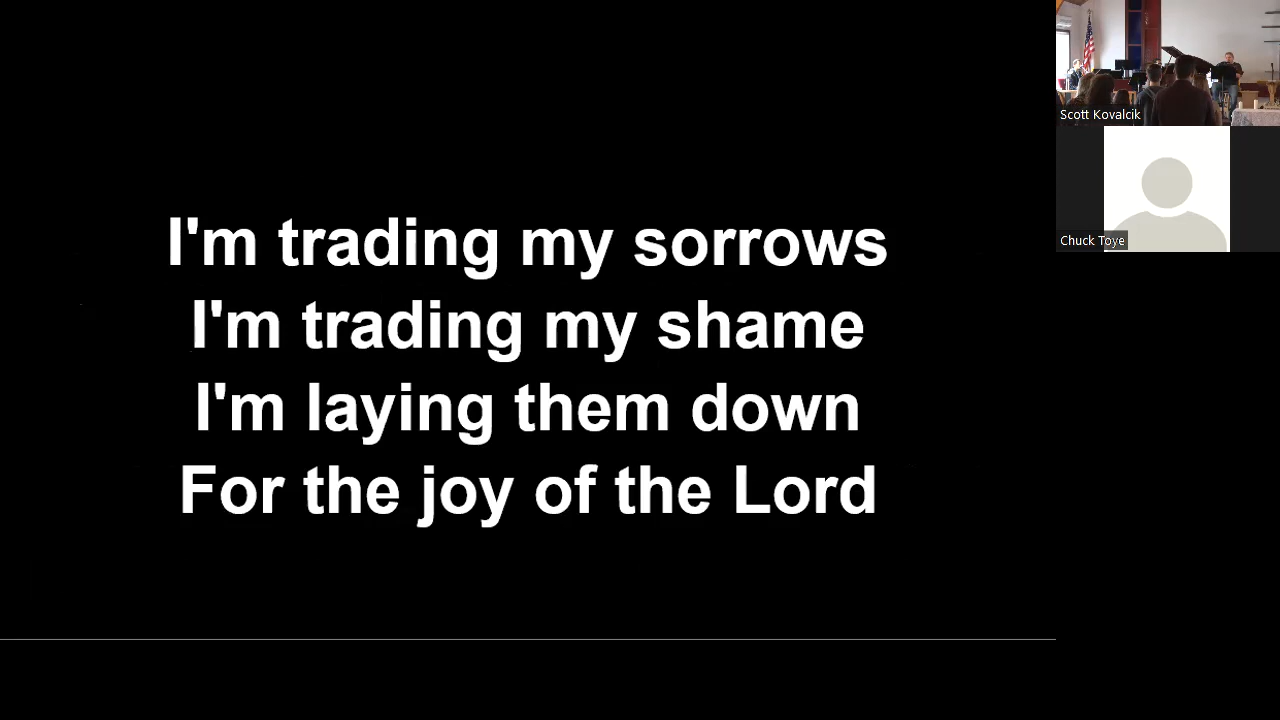 I'm trading my sorrows
I'm trading my shame
I'm laying them down
For the joy of the Lord
Scott Kovalcik
Chuck Toye